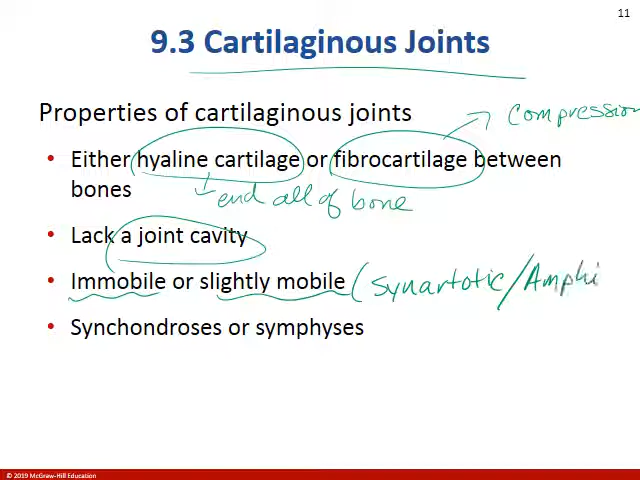 11
9.3 Cartilaginous Joints
Properties of cartilaginous joints
compression
• Either hyaline cartilage or fibrocartilage between
bones
end all of bone
• Lack a joint cavity
• Immobile or slightly mobile (Synartotic/Amphi
• Synchondroses or symphyses
© 2019 McGraw-Hill Education